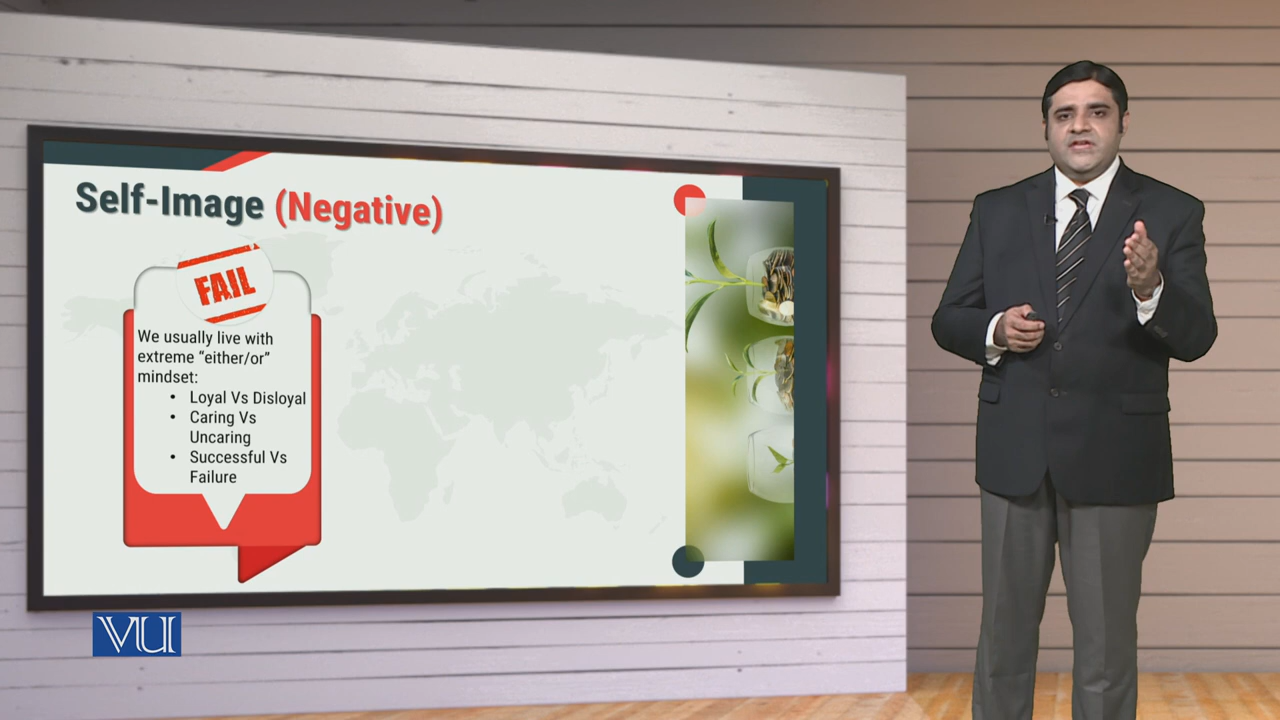 Self-Image (Negative)
FAIL
We usually live with
extreme “either/or”
mindset:
• Loyal Vs Disloyal
• Caring Vs
Uncaring
• Successful Vs
Failure
VU